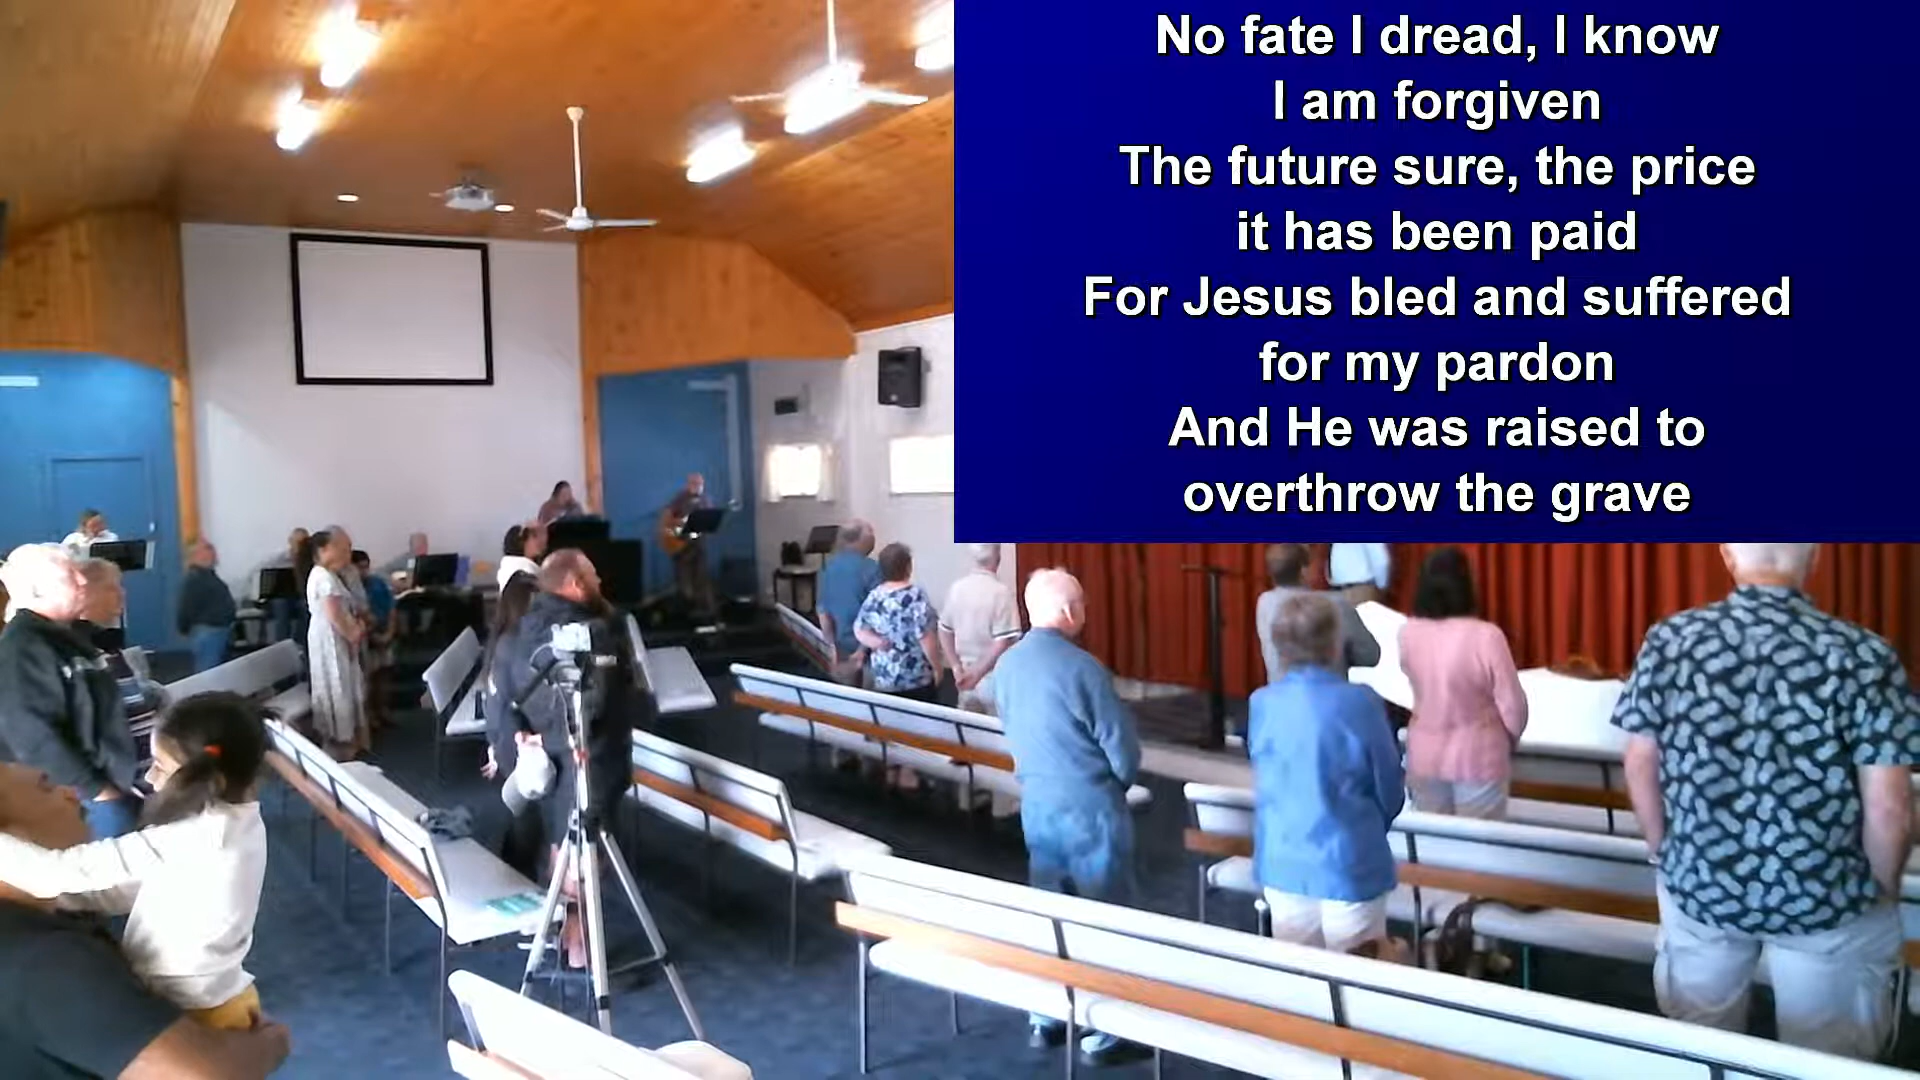 No fate I dread, I know
I am forgiven
The future sure, the price
it has been paid
For Jesus bled and suffered
for my pardon
And He was raised to
overthrow the grave